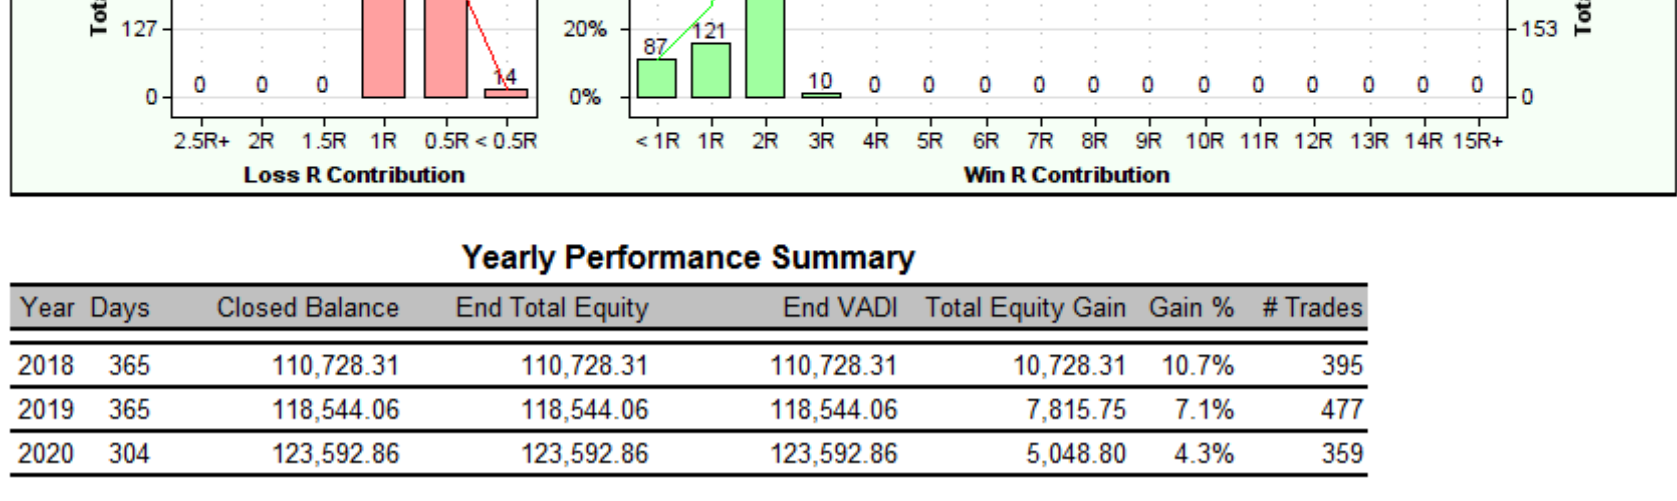 Tot
127
0
0 0 0 14
2.5R+ 2R 1.5R 1R 0.5R < 0.5R
Loss R Contribution
20%
0%
87 121 10 0 0 0 0 0 0 0 0 0 0 0 0
< 1R 1R 2R 3R 4R 5R 6R 7R 8R 9R 10R 11R 12R 13R 14R 15R+
Win R Contribution
153
0
Tot
Yearly Performance Summary
Year Days Closed Balance End Total Equity End VADI Total Equity Gain Gain % # Trades
2018 365 110,728.31 110,728.31 110,728.31 10,728.31 10.7% 395
2019 365 118,544.06 118,544.06 118,544.06 7,815.75 7.1% 477
2020 304 123,592.86 123,592.86 123,592.86 5,048.80 4.3% 359